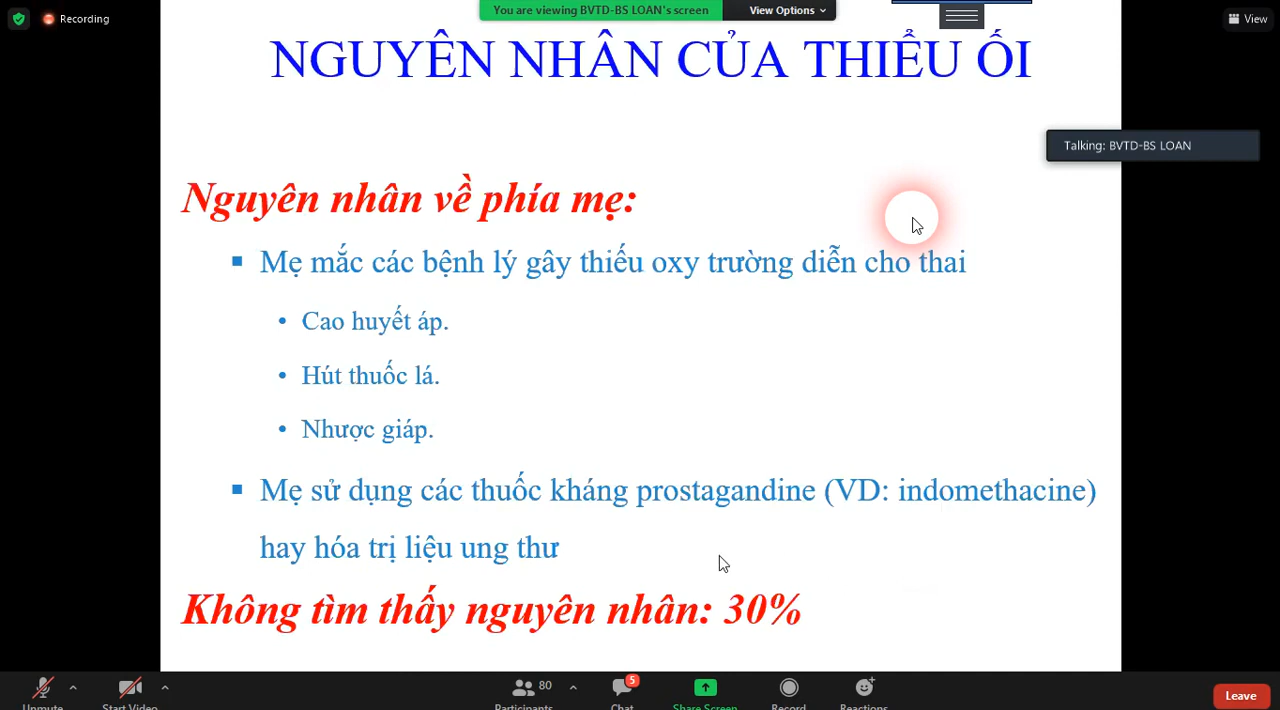 Recording
You are viewing BVTD-BS LOAN's screen
View Options
View
NGUYÊN NHÂN CỦA THIỂU ỐI
Talking: BVTD-BS LOAN
Nguyên nhân về phía mẹ:
Mẹ mắc các bệnh lý gây thiếu oxy trường diễn cho thai
Cao huyết áp.
Hút thuốc lá.
Nhược giáp.
Mẹ sử dụng các thuốc kháng prostagandine (VD: indomethacine)
hay hóa trị liệu ung thư
Không tìm thấy nguyên nhân: 30%
80
5
Unmute
Start Video
Participants
Chat
Share Screen
Record
Reactions
Leave